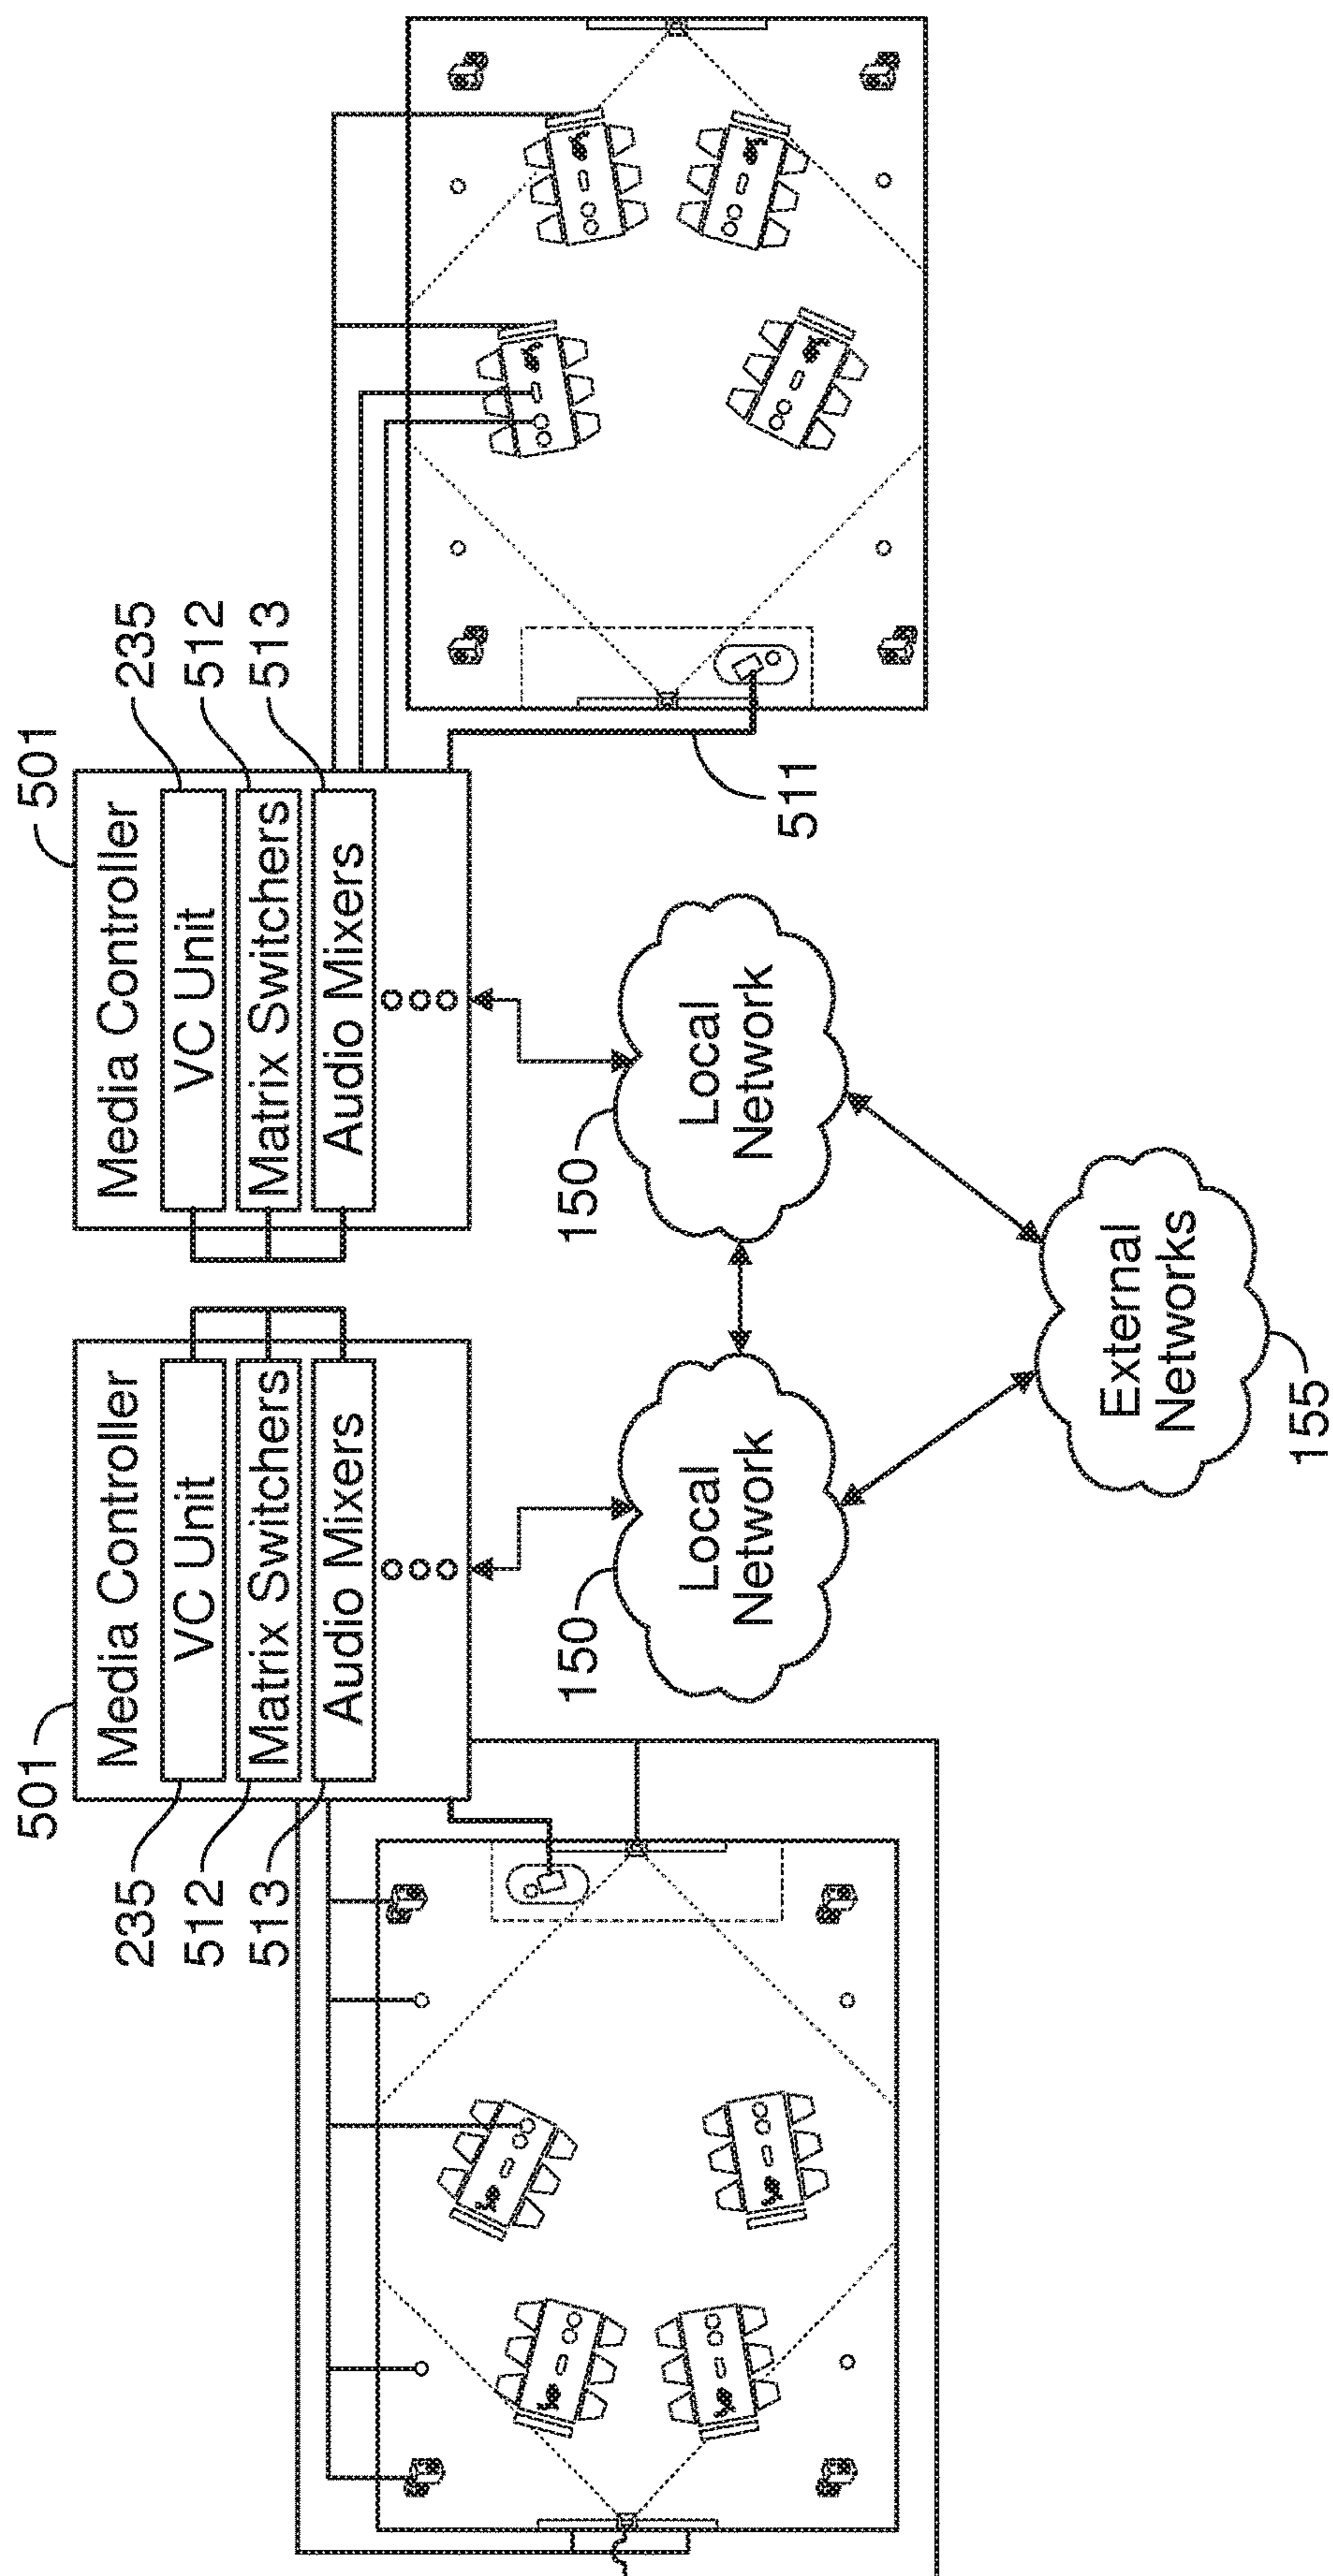 501
Media Controller
VC Unit
Matrix Switchers
Audio Mixers
235
512
513
501
Media Controller
VC Unit
Matrix Switchers
Audio Mixers
235
512
513
511
150
Local
Network
150
Local
Network
External
Networks
155